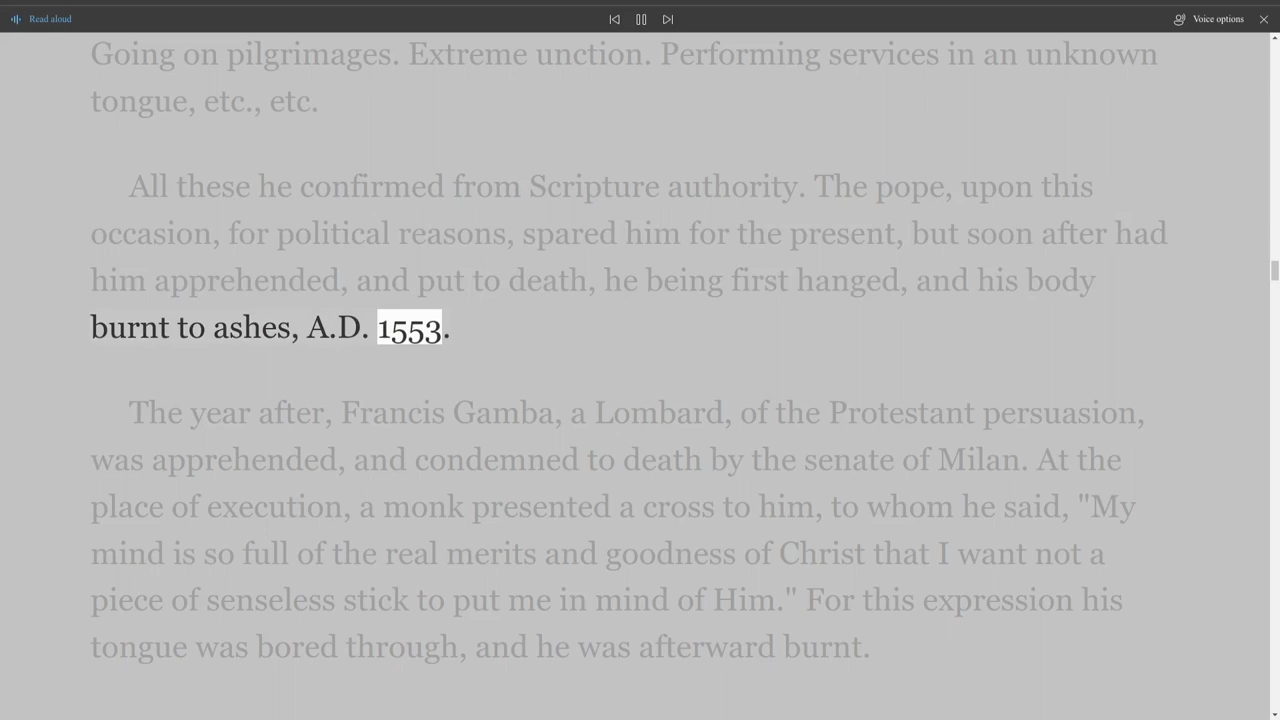 Read aloud
Voice options
Going on pilgrimages. Extreme unction. Performing services in an unknown
tongue, etc., etc.
All these he confirmed from Scripture authority. The pope, upon this
occasion, for political reasons, spared him for the present, but soon after had
him apprehended, and put to death, he being first hanged, and his body
burnt to ashes, A.D. 1553.
The year after, Francis Gamba, a Lombard, of the Protestant persuasion,
was apprehended, and condemned to death by the senate of Milan. At the
place of execution, a monk presented a cross to him, to whom he said, "My
mind is so full of the real merits and goodness of Christ that I want not a
piece of senseless stick to put me in mind of Him." For this expression his
tongue was bored through, and he was afterward burnt.